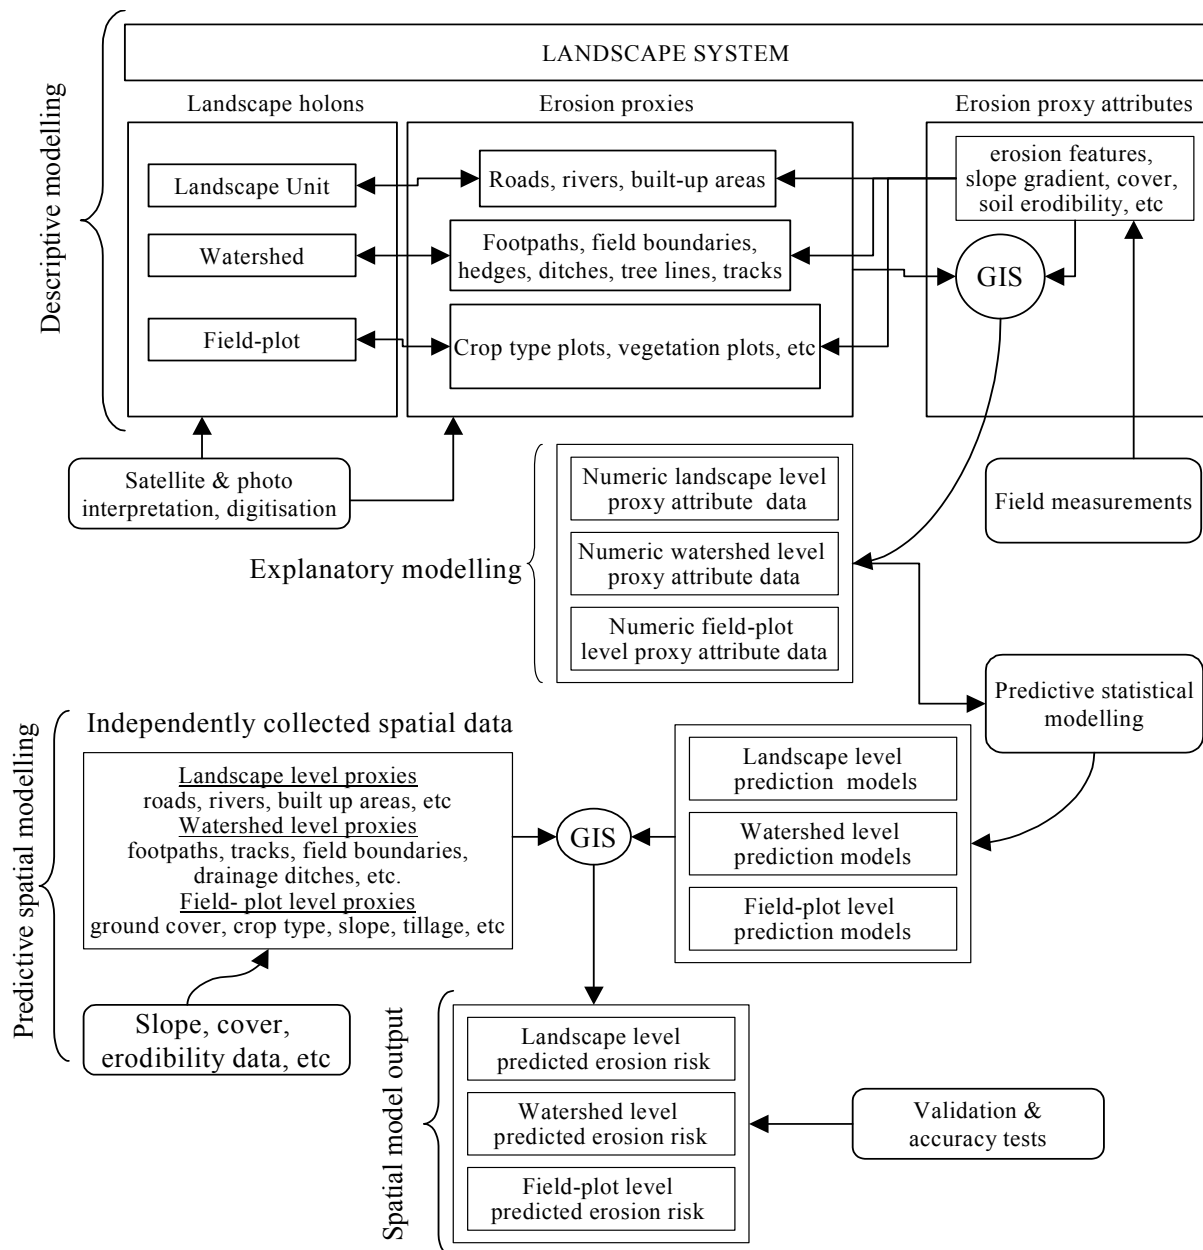 LANDSCAPE SYSTEM
Descriptive modelling
Landscape holons
Erosion proxies
Erosion proxy attributes
Landscape Unit
Roads, rivers, built-up areas
erosion features,
slope gradient, cover,
soil erodibility, etc
Watershed
Footpaths, field boundaries,
hedges, ditches, tree lines, tracks
GIS
Field-plot
Crop type plots, vegetation plots, etc
Satellite & photo
interpretation, digitisation
Field measurements
Explanatory modelling
Numeric landscape level
proxy attribute data
Numeric watershed level
proxy attribute data
Numeric field-plot
level proxy attribute data
Predictive statistical
modelling
Predictive spatial modelling
Independently collected spatial data
Landscape level proxies
roads, rivers, built up areas, etc
Watershed level proxies
footpaths, tracks, field boundaries,
drainage ditches, etc.
Field- plot level proxies
ground cover, crop type, slope, tillage, etc
GIS
Landscape level
prediction models
Watershed level
prediction models
Field-plot level
prediction models
Slope, cover,
erodibility data, etc
Spatial model output
Landscape level
predicted erosion risk
Watershed level
predicted erosion risk
Field-plot level
predicted erosion risk
Validation &
accuracy tests